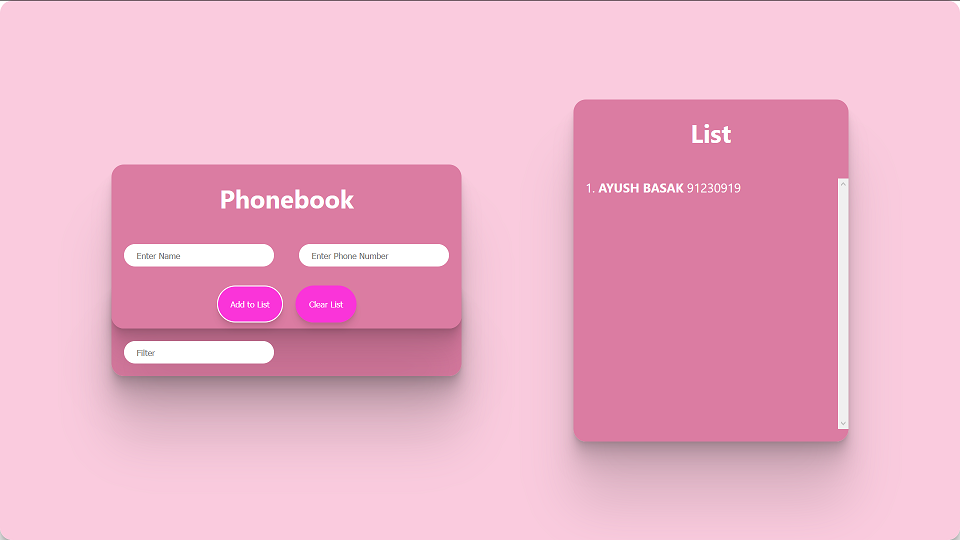 Phonebook
Enter Name
Enter Phone Number
Add to List
Clear List
Filter
List
1. AYUSH BASAK 91230919